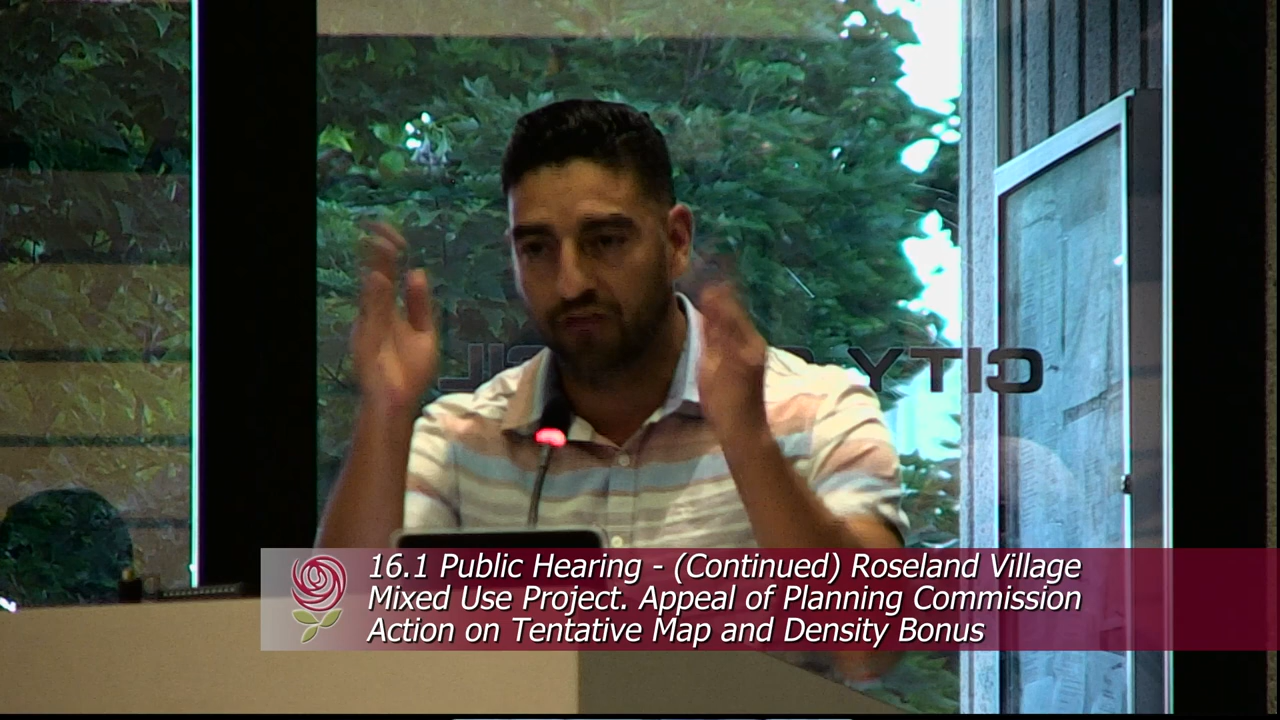 CITY
16.1 Public Hearing - (Continued) Roseland Village
Mixed Use Project. Appeal of Planning Commission
Action on Tentative Map and Density Bonus